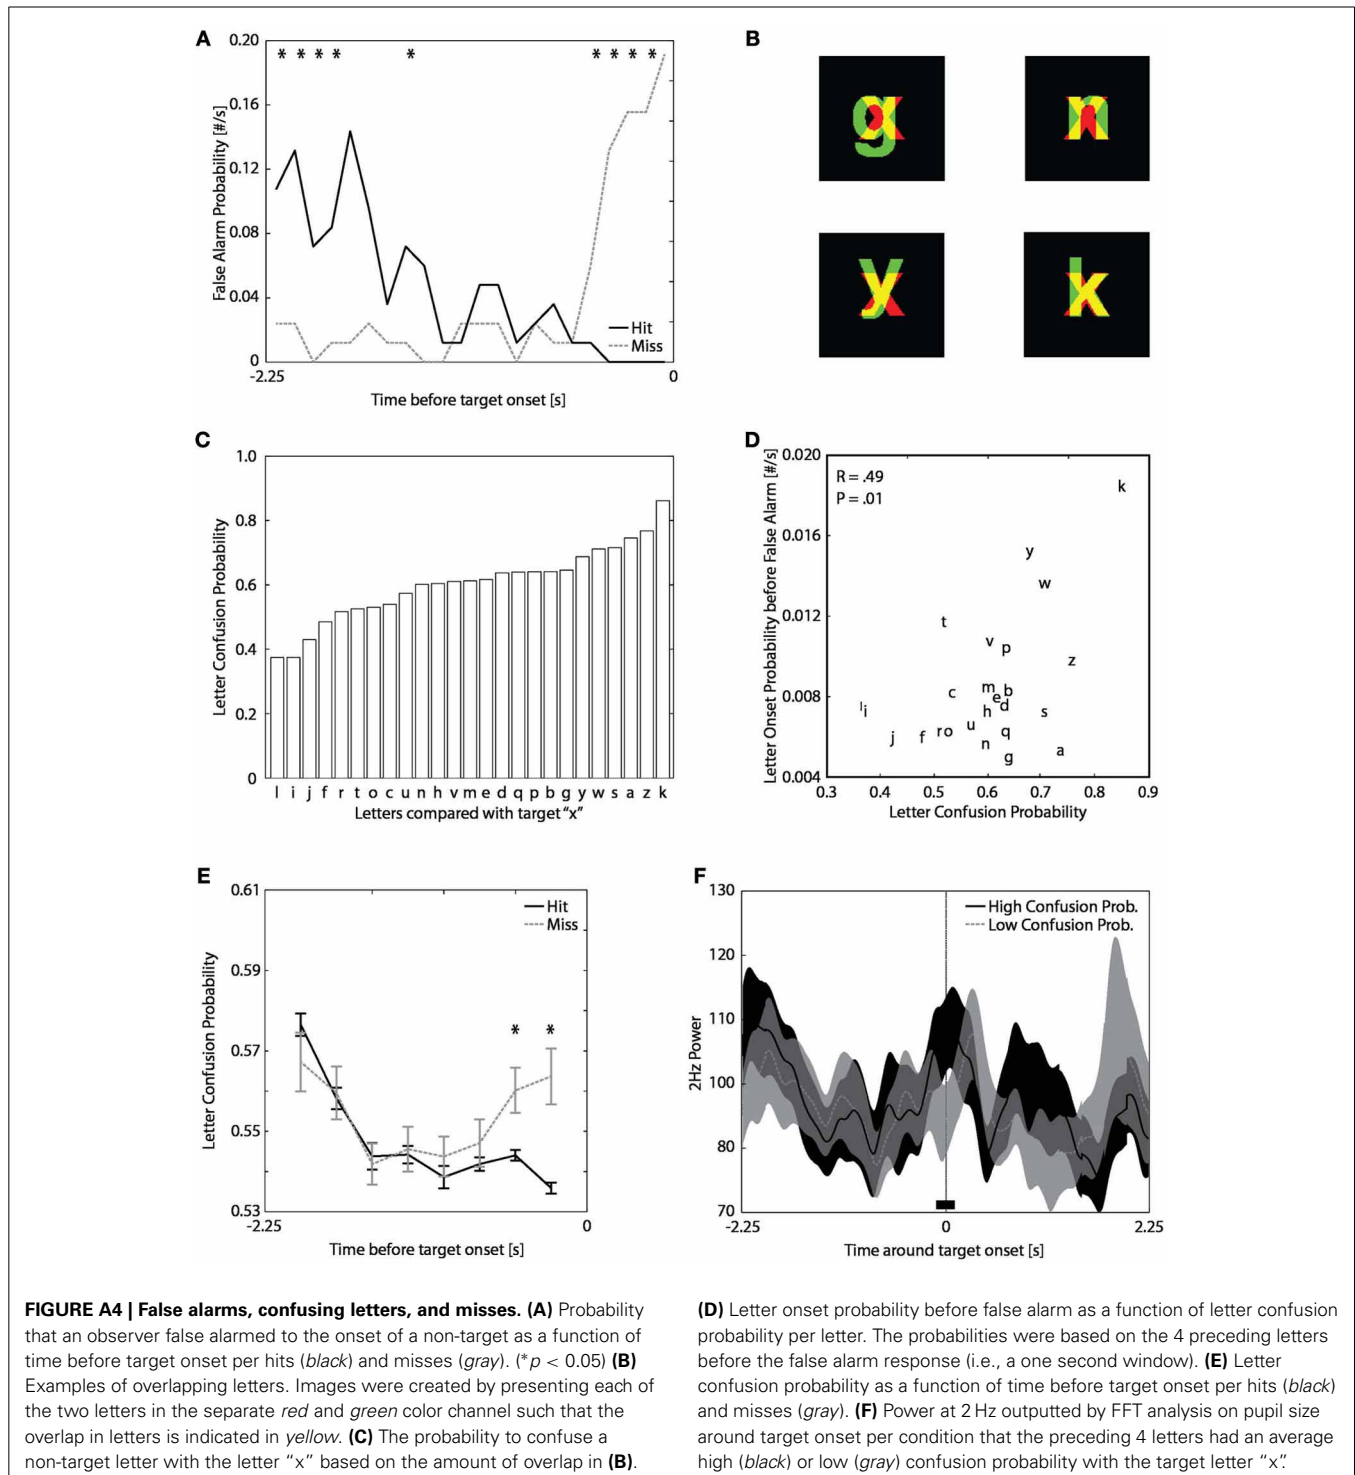 A
0.20
* * * * * * * * *
0.16
0.12
0.08
0.04
0
False Alarm Probability [#/s]
Hit
Miss
-2.25 0
Time before target onset [s]
B
g x
n x
y x
k x
C
1.0
0.8
0.6
0.4
0.2
0
Letter Confusion Probability
l i j f r t o c u n h v m e d q p b g y w s a z k
Letters compared with target "x"
D
0.020
0.016
0.012
0.008
0.004
Letter Onset Probability before False Alarm [#/s]
R = .49
P = .01
k
y
w
t
v
p
z
m
b
c
e
d
l
i
h
s
u
r
o
q
j
f
n
a
g
0.3 0.4 0.5 0.6 0.7 0.8 0.9
Letter Confusion Probability
E
0.61
0.59
0.57
0.55
0.53
Letter Confusion Probability
Hit
Miss
* *
-2.25 0
Time before target onset [s]
F
130
120
110
100
90
80
70
2Hz Power
High Confusion Prob.
Low Confusion Prob.
-2.25 0 2.25
Time around target onset [s]
FIGURE A4 | False alarms, confusing letters, and misses. (A) Probability
that an observer false alarmed to the onset of a non-target as a function of
time before target onset per hits (black) and misses (gray). (*p < 0.05) (B)
Examples of overlapping letters. Images were created by presenting each of
the two letters in the separate red and green color channel such that the
overlap in letters is indicated in yellow. (C) The probability to confuse a
non-target letter with the letter "x" based on the amount of overlap in (B).
(D) Letter onset probability before false alarm as a function of letter confusion
probability per letter. The probabilities were based on the 4 preceding letters
before the false alarm response (i.e., a one second window). (E) Letter
confusion probability as a function of time before target onset per hits (black)
and misses (gray). (F) Power at 2 Hz outputted by FFT analysis on pupil size
around target onset per condition that the preceding 4 letters had an average
high (black) or low (gray) confusion probability with the target letter "x".